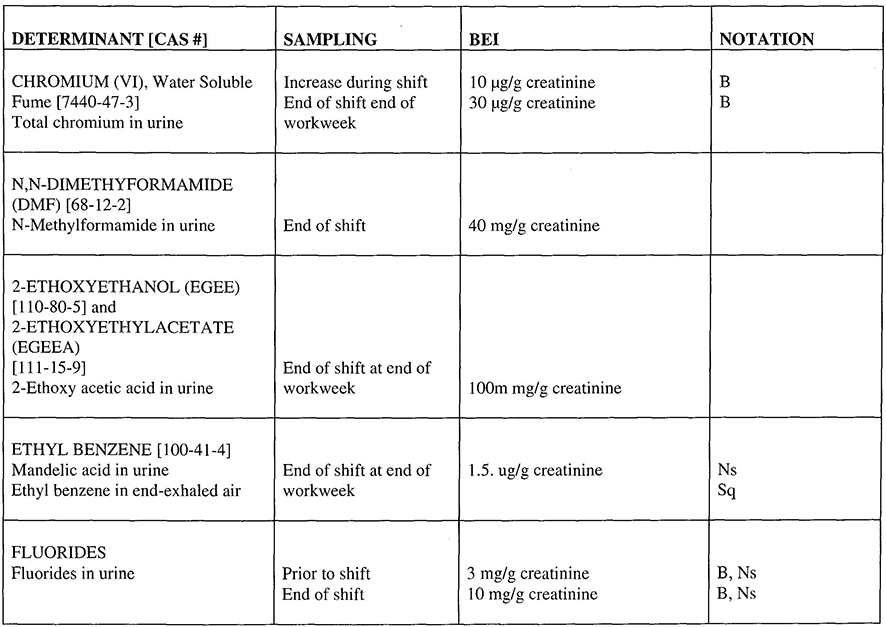 DETERMINANT [CAS #] SAMPLING BEI NOTATION
CHROMIUM (VI), Water Soluble Increase during shift 10 µg/g creatinine B
Fume [7440-47-3] End of shift end of 30 µg/g creatinine B
Total chromium in urine workweek
N,N-DIMETHYFORMAMIDE
(DMF) [68-12-2]
N-Methylformamide in urine End of shift 40 mg/g creatinine
2-ETHOXYETHANOL (EGEE)
[110-80-5] and
2-ETHOXYETHYLACETATE
(EGEEA)
[111-15-9] End of shift at end of
2-Ethoxy acetic acid in urine workweek 100m mg/g creatinine
ETHYL BENZENE [100-41-4]
Mandelic acid in urine End of shift at end of 1.5. ug/g creatinine Ns
Ethyl benzene in end-exhaled air workweek Sq
FLUORIDES
Fluorides in urine Prior to shift 3 mg/g creatinine B, Ns
End of shift 10 mg/g creatinine B, Ns